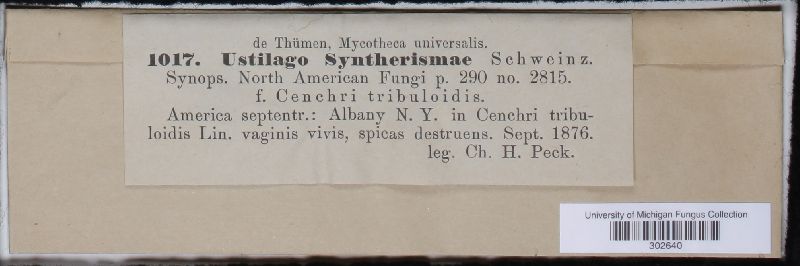 de Thümen, Mycotheca universalis.
1017. Ustilago Syntherismae Schweinz.
Synops. North American Fungi p. 290 no. 2815.
f. Cenchri tribuloidis.
America septentr.: Albany N. Y. in Cenchri tribu-
loidis Lin. vaginis vivis, spicas destruens. Sept. 1876.
leg. Ch. H. Peck.
University of Michigan Fungus Collection
302640